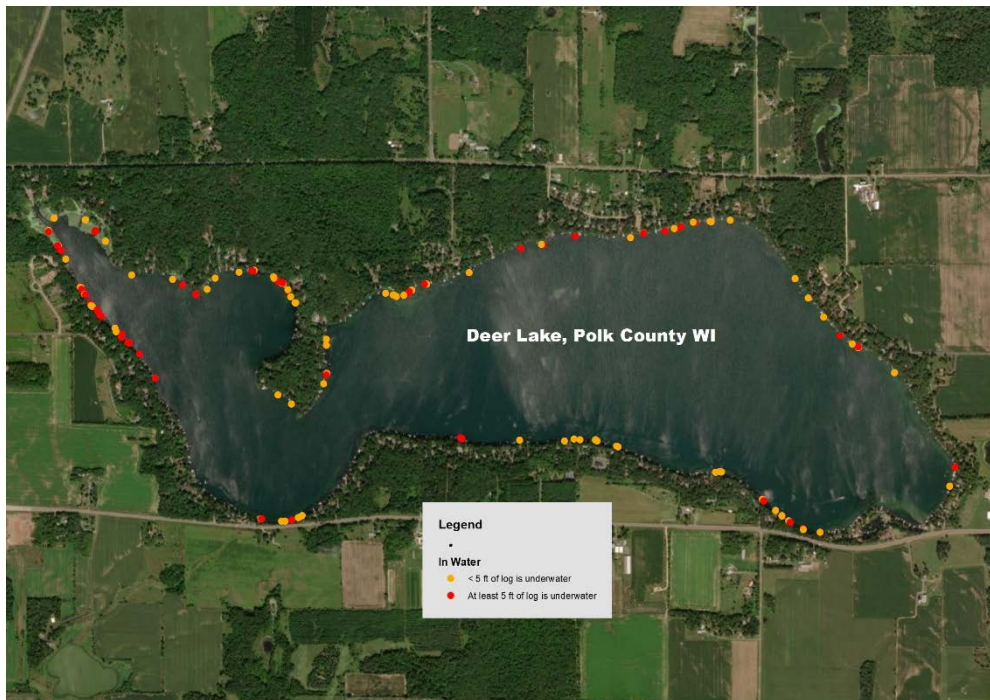 Deer Lake, Polk County WI
Legend
In Water
< 5 ft of log is underwater
At least 5 ft of log is underwater